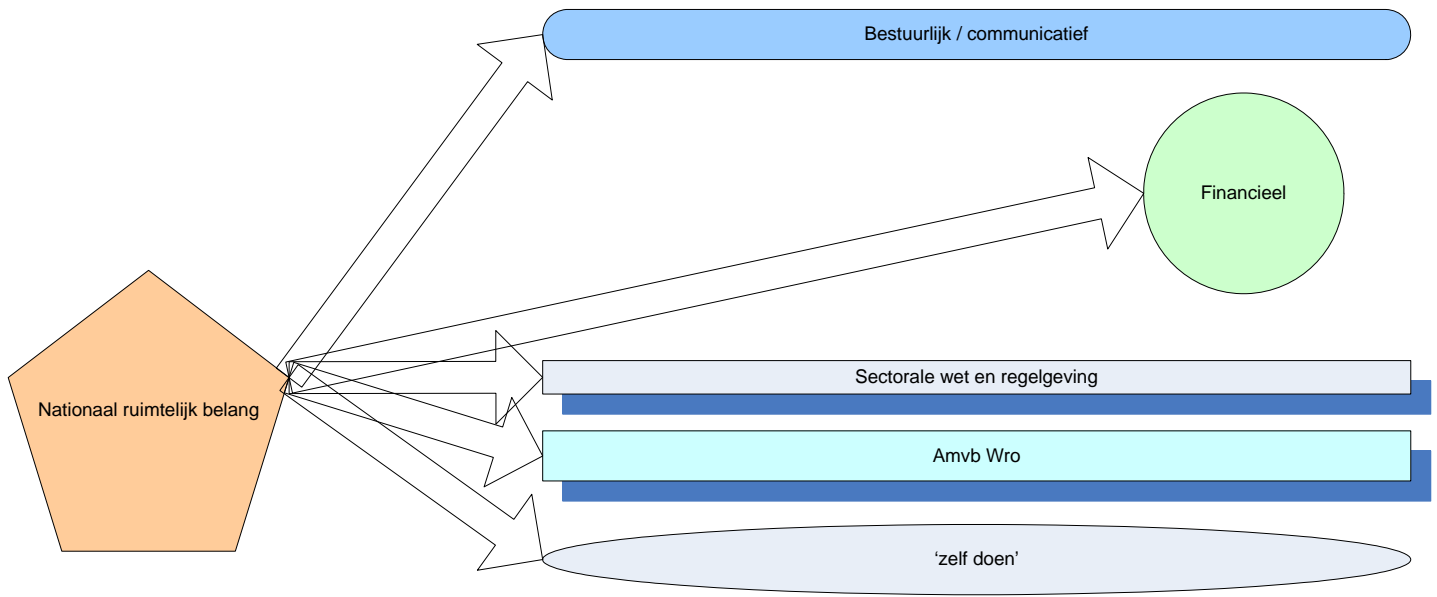 Bestuurlijk / communicatief
Financieel
Nationaal ruimtelijk belang
Sectorale wet en regelgeving
Amvb Wro
‘zelf doen’